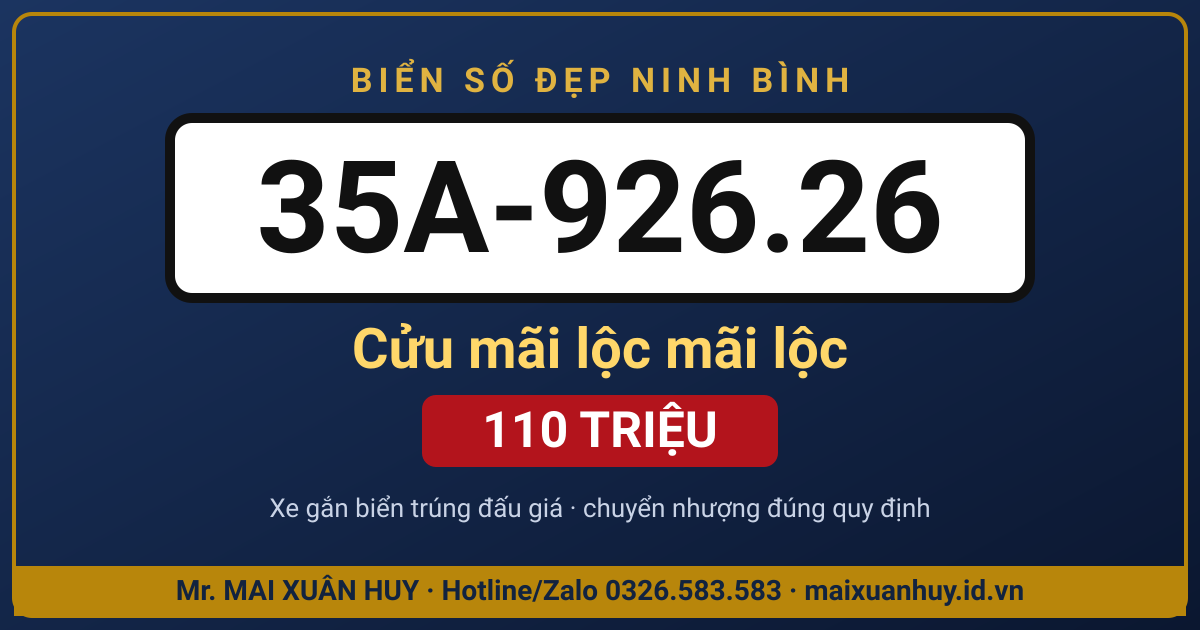 BIỂN SỐ ĐẸP NINH BÌNH
35A-926.26
Cửu mãi lộc mãi lộc
110 TRIỆU
Xe gắn biển trúng đấu giá · chuyển nhượng đúng quy định
Mr. MAI XUÂN HUY · Hotline/Zalo 0326.583.583 · maixuanhuy.id.vn